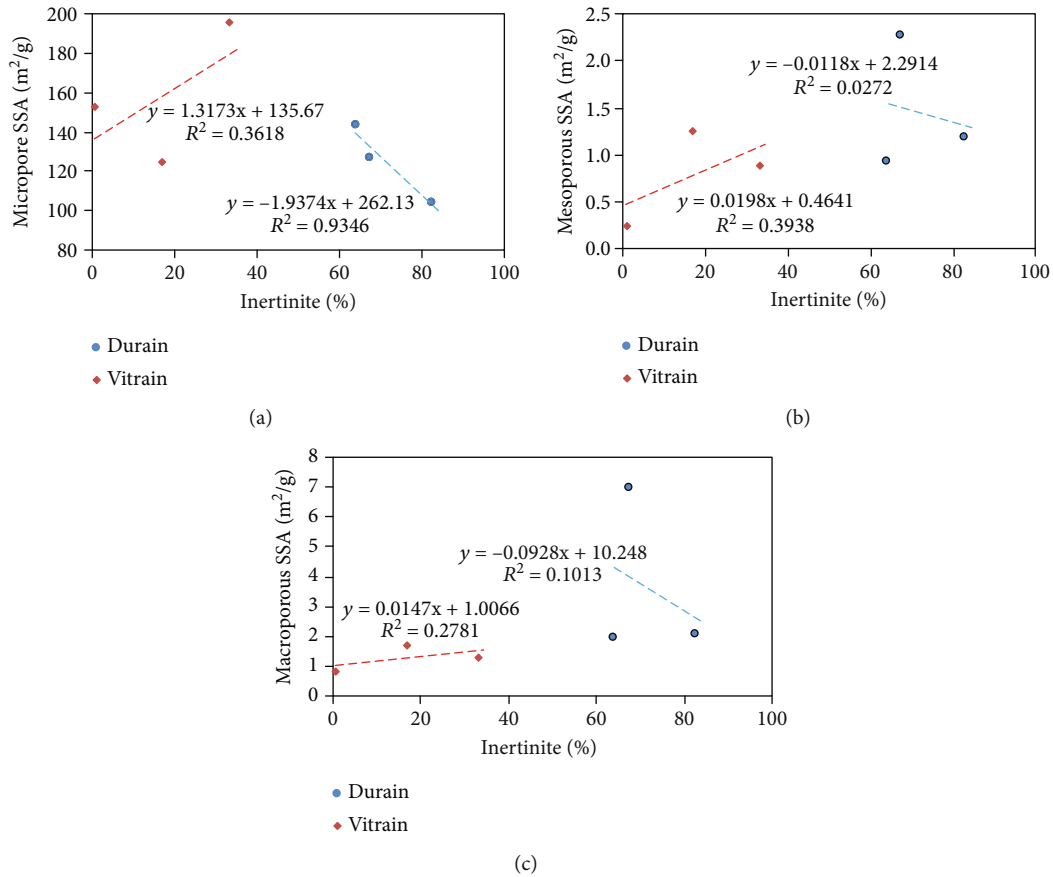 200
180
160
140
120
100
80
Micropore SSA (m²/g)
y = 1.3173x + 135.67
R² = 0.3618
y = –1.9374x + 262.13
R² = 0.9346
0 20 40 60 80 100
Inertinite (%)
Durain
Vitrain
(a)
2.5
2.0
1.5
1.0
0.5
0.0
Mesoporous SSA (m²/g)
y = –0.0118x + 2.2914
R² = 0.0272
y = 0.0198x + 0.4641
R² = 0.3938
0 20 40 60 80 100
Inertinite (%)
Durain
Vitrain
(b)
8
7
6
5
4
3
2
1
0
Macroporous SSA (m²/g)
y = –0.0928x + 10.248
R² = 0.1013
y = 0.0147x + 1.0066
R² = 0.2781
0 20 40 60 80 100
Inertinite (%)
Durain
Vitrain
(c)